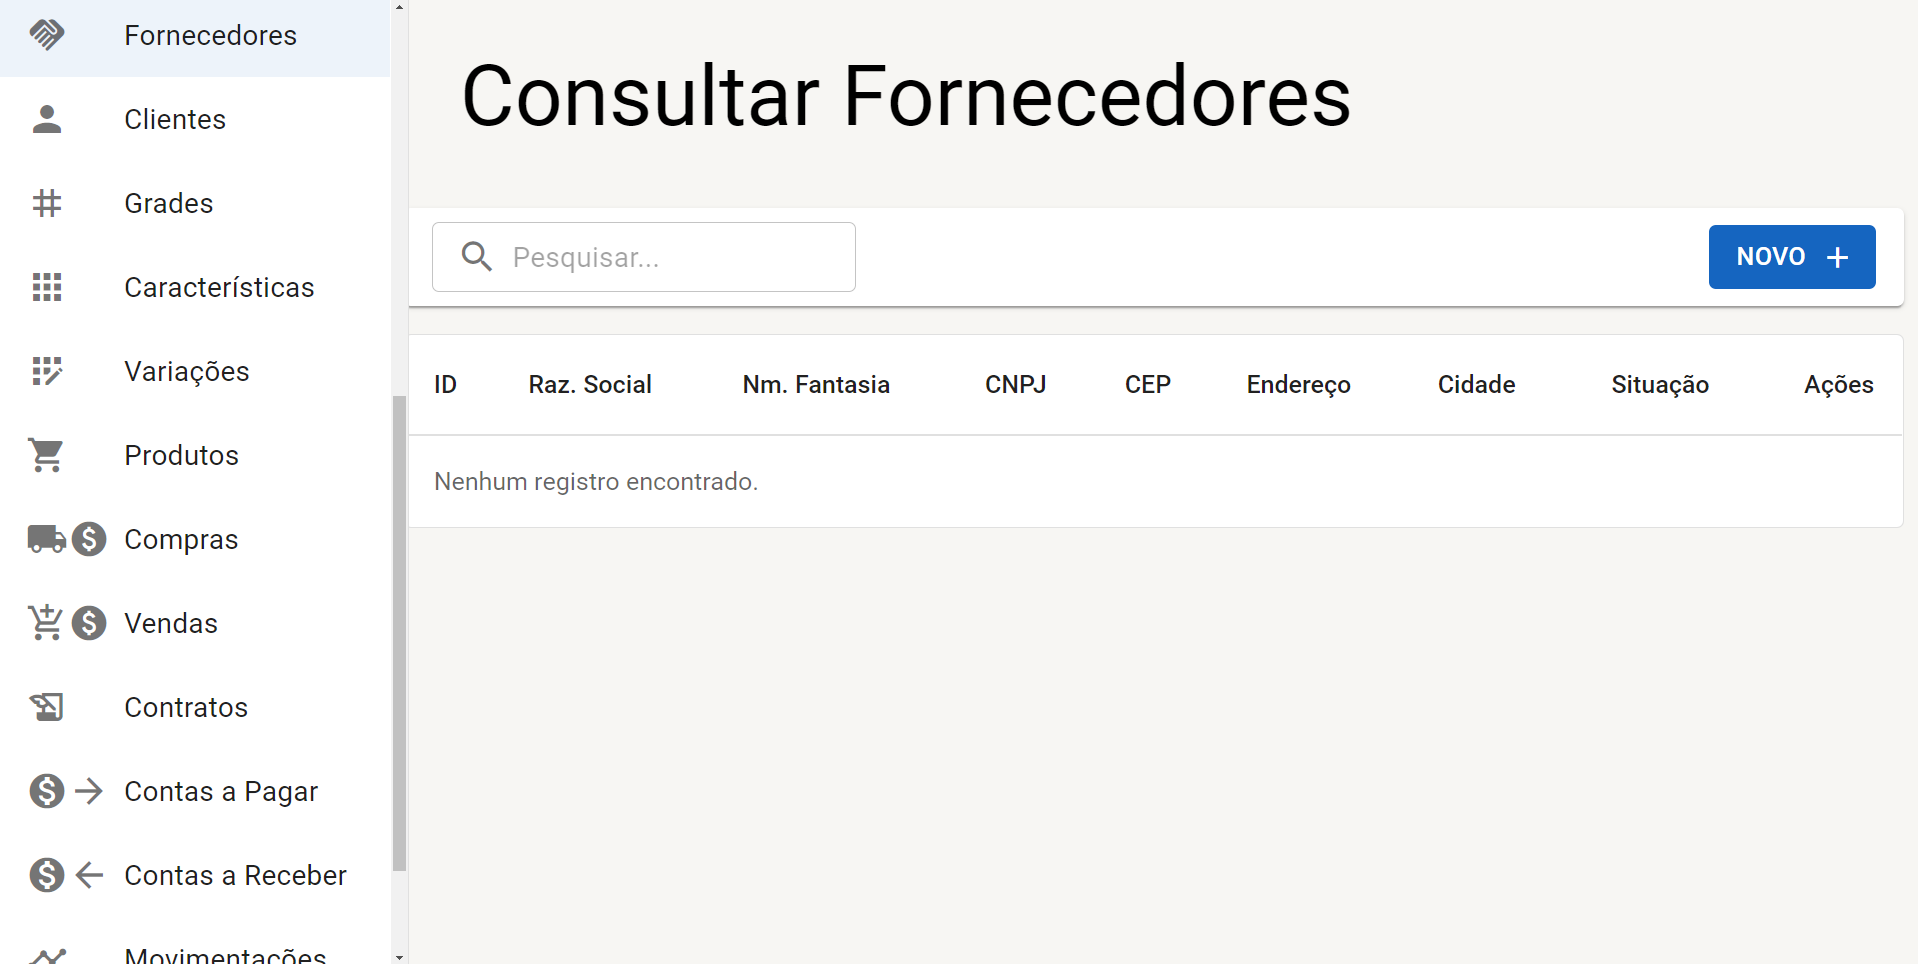 Fornecedores
Clientes
Grades
Características
Variações
Produtos
Compras
Vendas
Contratos
Contas a Pagar
Contas a Receber
Movimentações
Consultar Fornecedores
Pesquisar...
NOVO +
ID Raz. Social Nm. Fantasia CNPJ CEP Endereço Cidade Situação Ações
Nenhum registro encontrado.